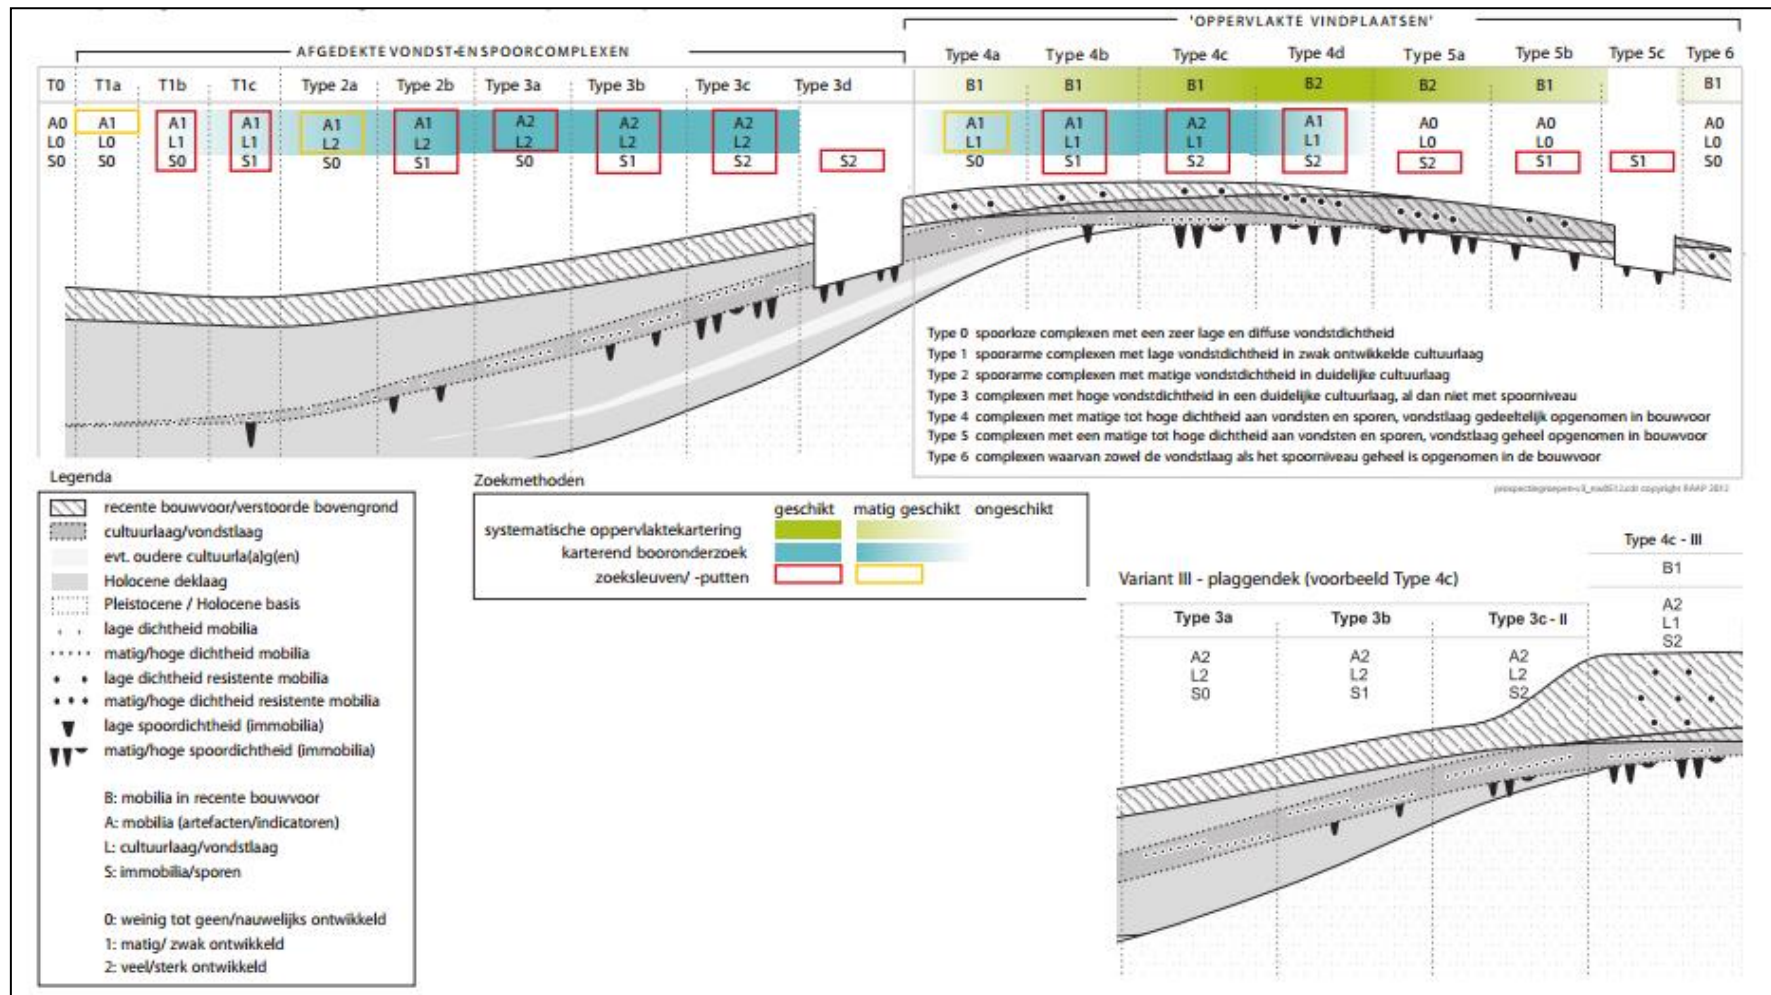 'OPPERVLAKTE VINDPLAATSEN'
AFGEDEKTE VONDST-EN SPOORCOMPLEXEN
Type 4a Type 4b Type 4c Type 4d Type 5a Type 5b Type 5c Type 6
T0 T1a T1b T1c Type 2a Type 2b Type 3a Type 3b Type 3c Type 3d
B1 B1 B1 B2 B2 B1 B1
A0 A1 A1 A1 A1 A1 A2 A2 A2 A1 A1 A2 A1 A0 A0 A0
L0 L0 L1 L1 L2 L2 L2 L2 L2 L1 L1 L1 L1 L0 L0 L0
S0 S0 S0 S1 S0 S1 S0 S1 S2 S2 S0 S1 S2 S2 S2 S1 S1 S0
Type 0 spoorloze complexen met een zeer lage en diffuse vondstdichtheid
Type 1 spoorarme complexen met lage vondstdichtheid in zwak ontwikkelde cultuurlaag
Type 2 spoorarme complexen met matige vondstdichtheid in duidelijke cultuurlaag
Type 3 complexen met hoge vondstdichtheid in een duidelijke cultuurlaag, al dan niet met spoorniveau
Type 4 complexen met matige tot hoge dichtheid aan vondsten en sporen, vondstlaag gedeeltelijk opgenomen in bouwvoor
Type 5 complexen met een matige tot hoge dichtheid aan vondsten en sporen, vondstlaag geheel opgenomen in bouwvoor
Type 6 complexen waarvan zowel de vondstlaag als het spoorniveau geheel is opgenomen in de bouwvoor
copyright RAAP 2012
Legenda
recente bouwvoor/verstoorde bovengrond
cultuurlaag/vondstlaag
evt. oudere cultuurla(a)g(en)
Holocene deklaag
Pleistocene / Holocene basis
lage dichtheid mobilia
matig/hoge dichtheid mobilia
lage dichtheid resistente mobilia
matig/hoge dichtheid resistente mobilia
lage spoordichtheid (immobilia)
matig/hoge spoordichtheid (immobilia)
B: mobilia in recente bouwvoor
A: mobilia (artefacten/indicatoren)
L: cultuurlaag/vondstlaag
S: immobilia/sporen
0: weinig tot geen/nauwelijks ontwikkeld
1: matig/ zwak ontwikkeld
2: veel/sterk ontwikkeld
Zoekmethoden
geschikt matig geschikt ongeschikt
systematische oppervlaktekartering
karterend booronderzoek
zoeksleuven/ -putten
Variant III - plaggendek (voorbeeld Type 4c)
Type 4c - III
B1
A2
L1
S2
Type 3a Type 3b Type 3c - II
A2 A2 A2
L2 L2 L2
S0 S1 S2